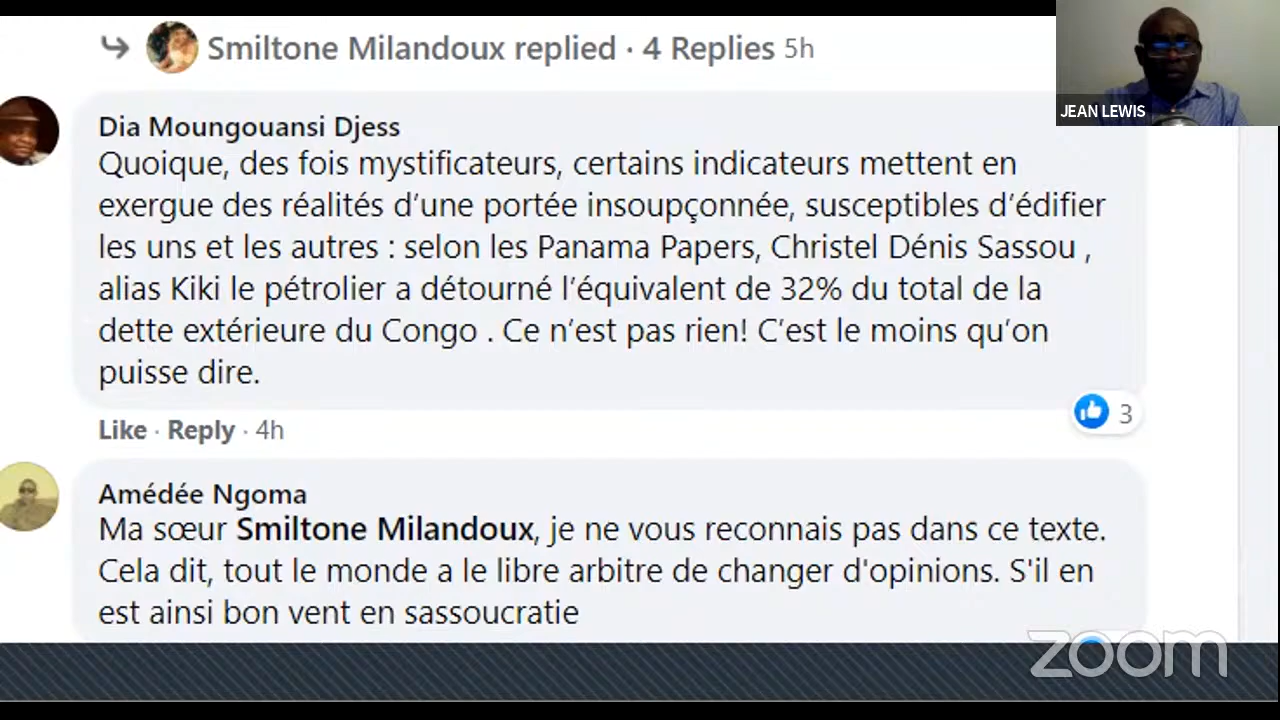 Smiltone Milandoux replied · 4 Replies 5h
JEAN LEWIS
Dia Moungouansi Djess
Quoique, des fois mystificateurs, certains indicateurs mettent en
exergue des réalités d’une portée insoupçonnée, susceptibles d’édifier
les uns et les autres : selon les Panama Papers, Christel Dénis Sassou ,
alias Kiki le pétrolier a détourné l’équivalent de 32% du total de la
dette extérieure du Congo . Ce n’est pas rien! C’est le moins qu’on
puisse dire.
Like · Reply · 4h
3
Amédée Ngoma
Ma sœur Smiltone Milandoux, je ne vous reconnais pas dans ce texte.
Cela dit, tout le monde a le libre arbitre de changer d'opinions. S'il en
est ainsi bon vent en sassoucratie
zoom